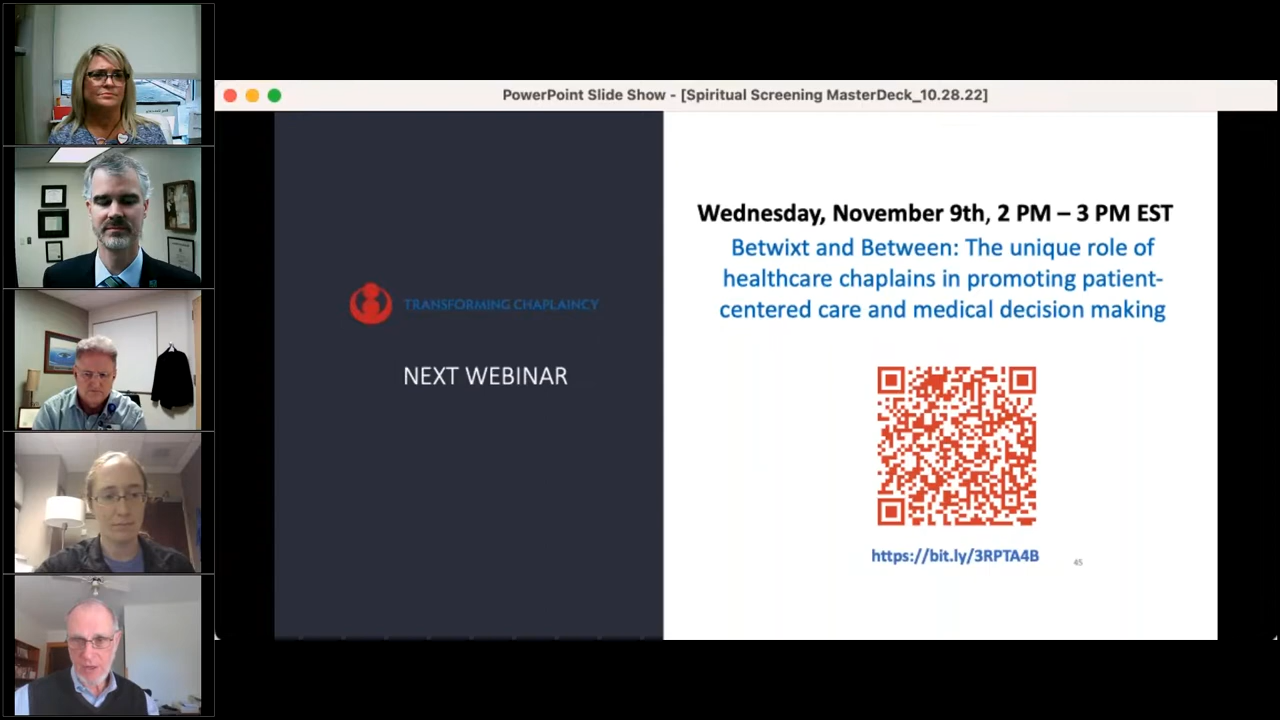 PowerPoint Slide Show - [Spiritual Screening MasterDeck_10.28.22]
TRANSFORMING CHAPLAINCY
NEXT WEBINAR
Wednesday, November 9th, 2 PM – 3 PM EST
Betwixt and Between: The unique role of
healthcare chaplains in promoting patient-
centered care and medical decision making
https://bit.ly/3RPTA4B
45